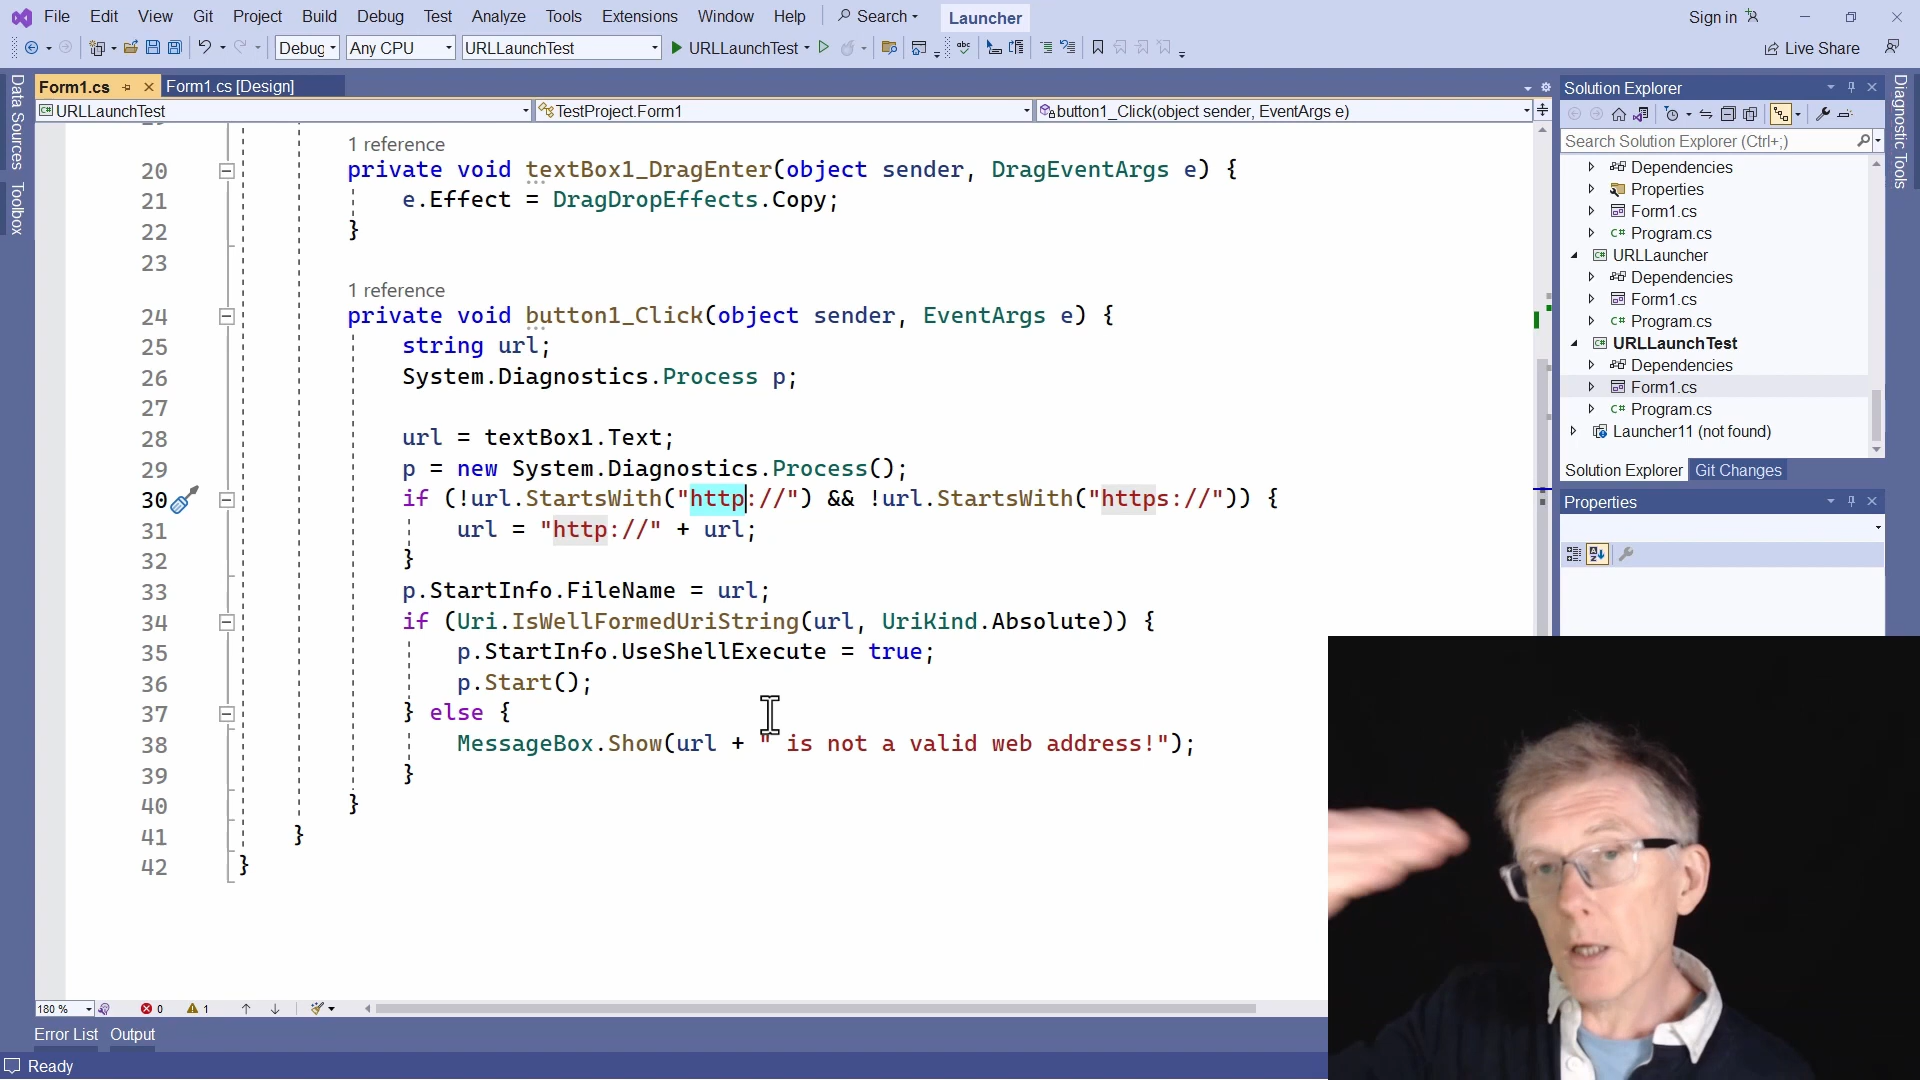 File Edit View Git Project Build Debug Test Analyze Tools Extensions Window Help Search Launcher Sign in
Debug Any CPU URLLaunchTest URLLaunchTest Live Share
Form1.cs Form1.cs [Design]
URLLaunchTest TestProject.Form1 button1_Click(object sender, EventArgs e)
Data Sources
Toolbox
1 reference
20 private void textBox1_DragEnter(object sender, DragEventArgs e) {
21 e.Effect = DragDropEffects.Copy;
22 }
23
1 reference
24 private void button1_Click(object sender, EventArgs e) {
25 string url;
26 System.Diagnostics.Process p;
27
28 url = textBox1.Text;
29 p = new System.Diagnostics.Process();
30 if (!url.StartsWith("http://") && !url.StartsWith("https://")) {
31 url = "http://" + url;
32 }
33 p.StartInfo.FileName = url;
34 if (Uri.IsWellFormedUriString(url, UriKind.Absolute)) {
35 p.StartInfo.UseShellExecute = true;
36 p.Start();
37 } else {
38 MessageBox.Show(url + " is not a valid web address!");
39 }
40 }
41 }
42 }
180 % 0 1
Error List Output
Ready
Solution Explorer
Search Solution Explorer (Ctrl+;)
Dependencies
Properties
C# Form1.cs
C# Program.cs
C# URLLauncher
Dependencies
Form1.cs
C# Program.cs
C# URLLaunchTest
Dependencies
Form1.cs
C# Program.cs
Launcher11 (not found)
Solution Explorer Git Changes
Properties
Diagnostic Tools